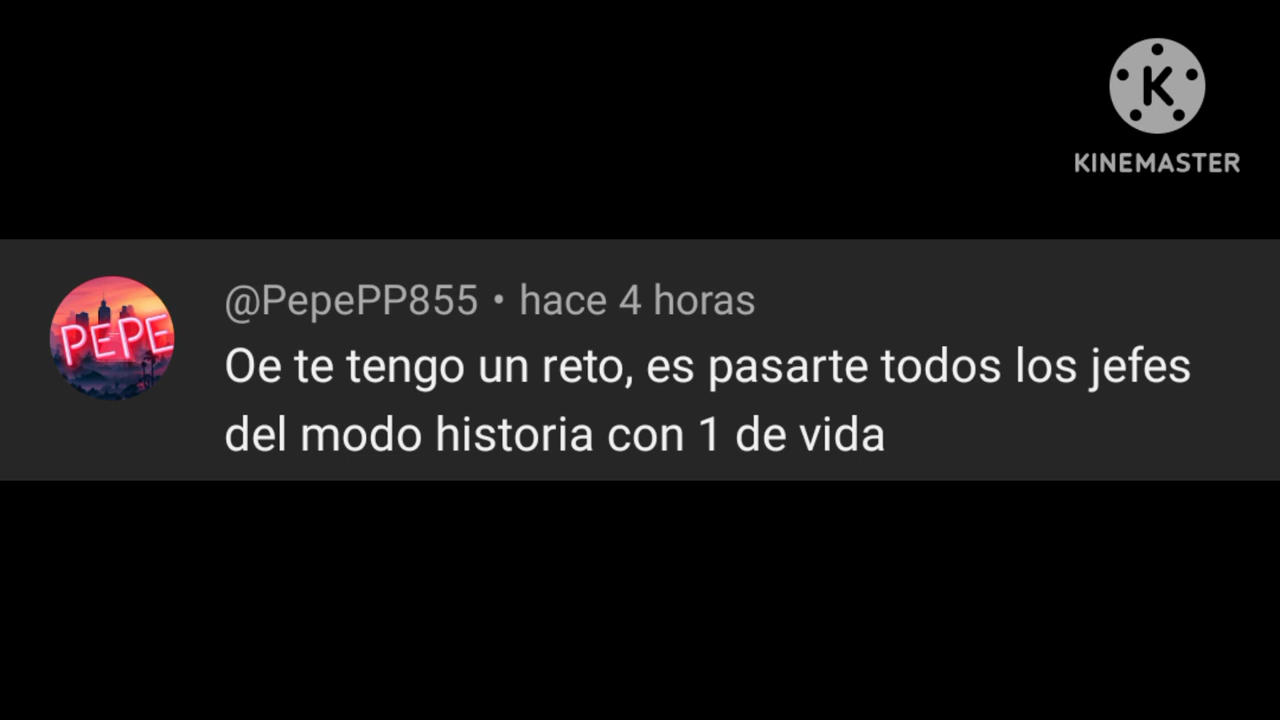 K
KINEMASTER
PEPE
@PepePP855 • hace 4 horas
Oe te tengo un reto, es pasarte todos los jefes
del modo historia con 1 de vida